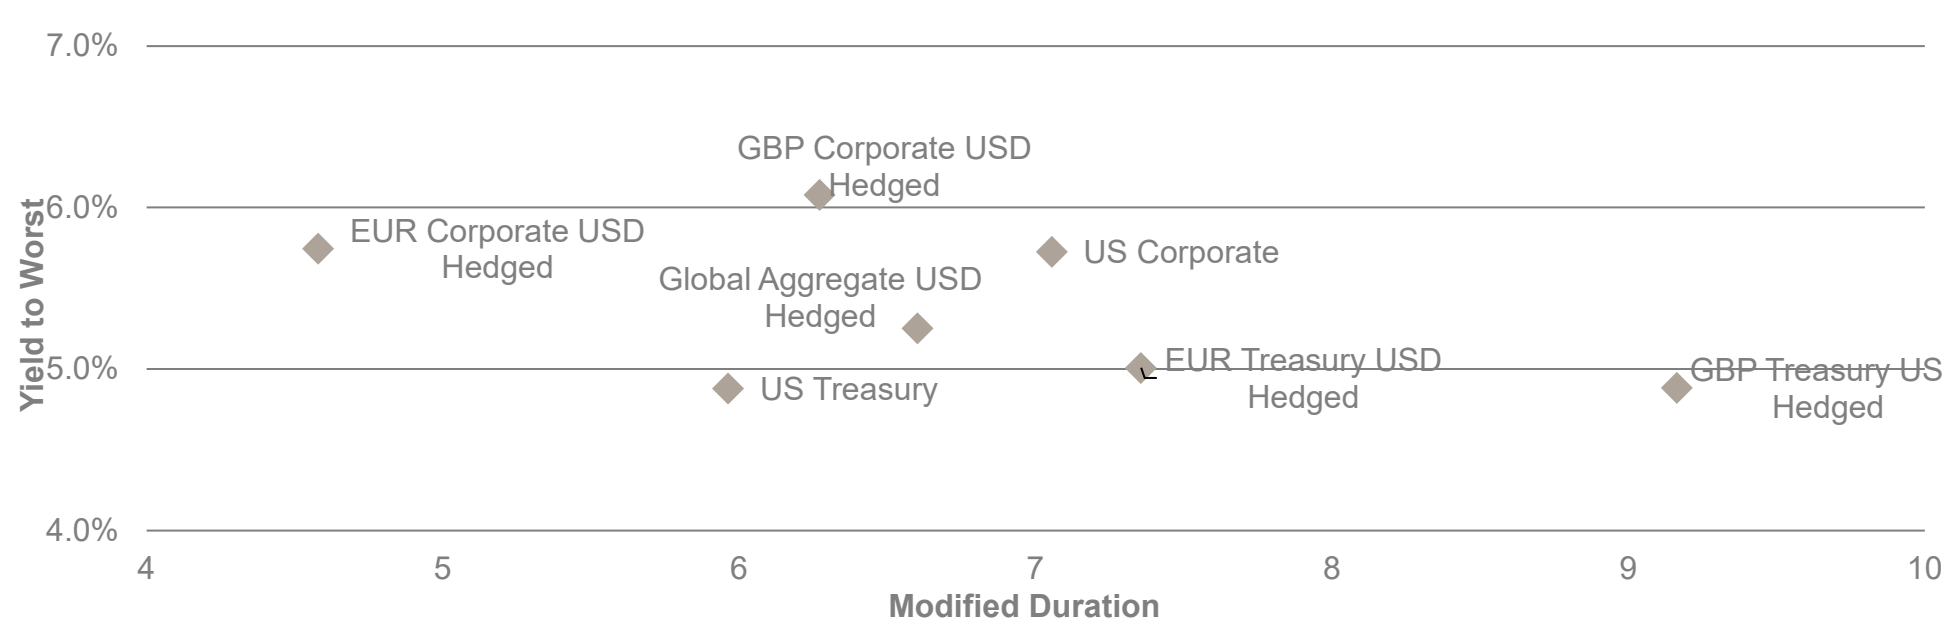 7.0%
GBP Corporate USD
Hedged
6.0%
EUR Corporate USD
Hedged
US Corporate
Global Aggregate USD
Hedged
Yield to Worst
5.0%
EUR Treasury USD
Hedged
GBP Treasury US
Hedged
US Treasury
4.0%
4 5 6 7 8 9 10
Modified Duration